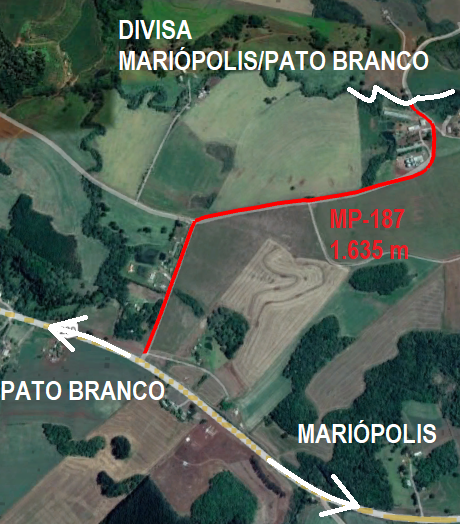 DIVISA
MARIÓPOLIS/PATO BRANCO
MP-187
1.635 m
PATO BRANCO
MARIÓPOLIS